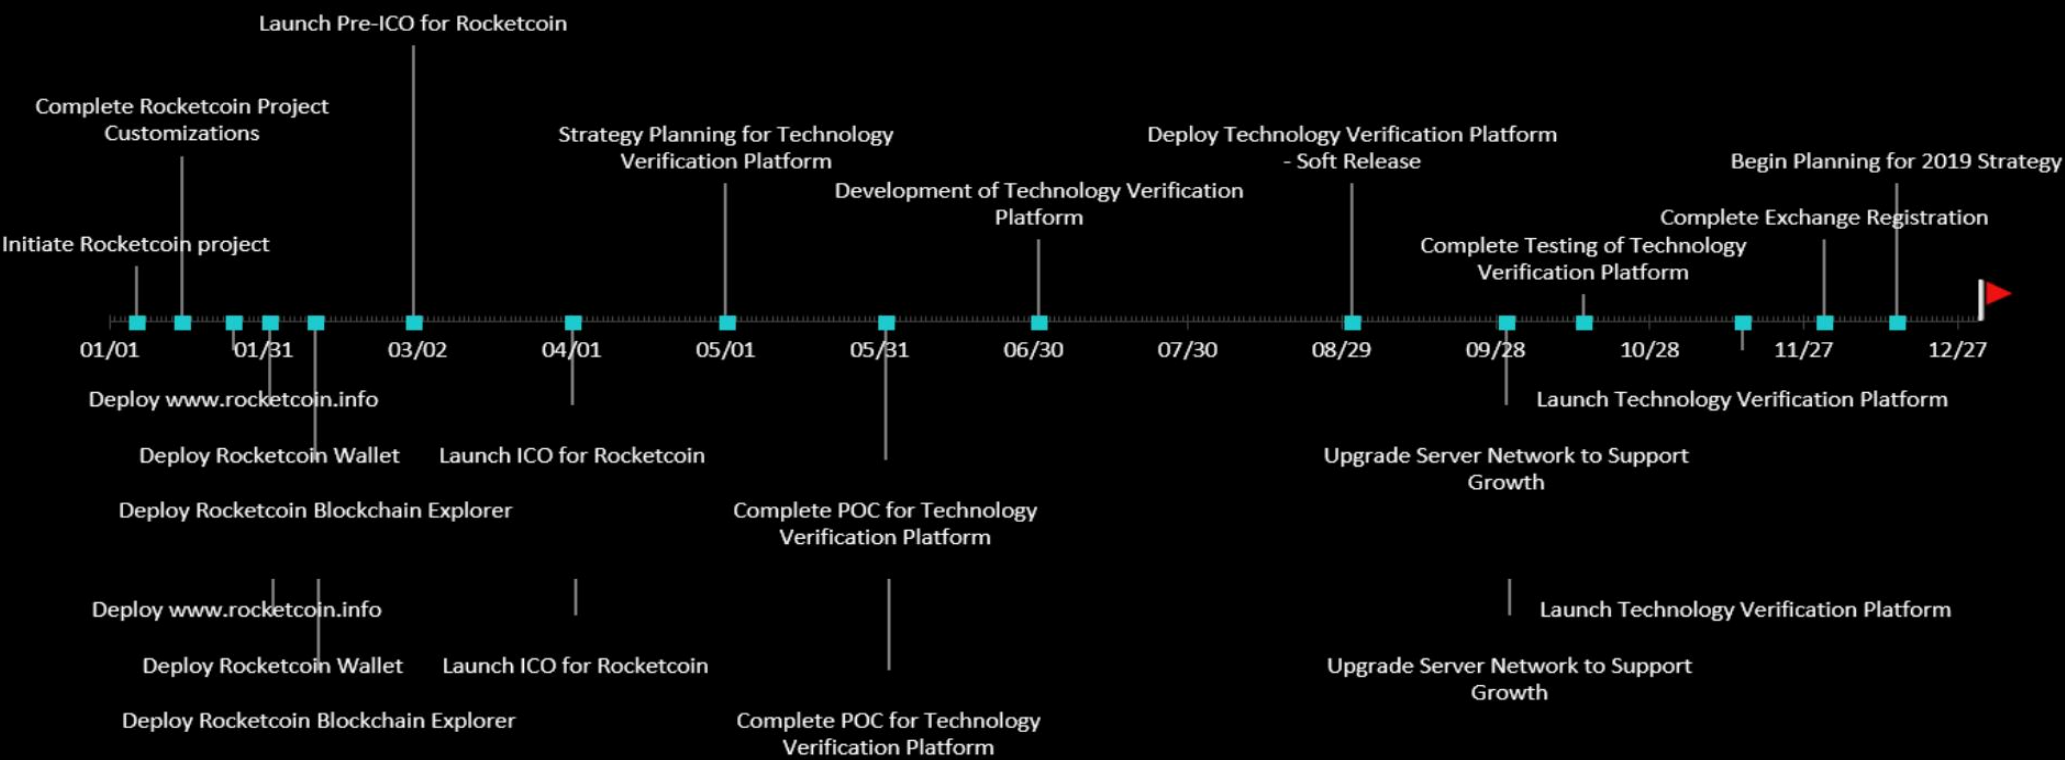 Launch Pre-ICO for Rocketcoin
Complete Rocketcoin Project
Customizations
Strategy Planning for Technology
Verification Platform
Deploy Technology Verification Platform
- Soft Release
Begin Planning for 2019 Strategy
Development of Technology Verification
Platform
Complete Exchange Registration
Initiate Rocketcoin project
Complete Testing of Technology
Verification Platform
01/01 01/31 03/02 04/01 05/01 05/31 06/30 07/30 08/29 09/28 10/28 11/27 12/27
Deploy www.rocketcoin.info
Launch Technology Verification Platform
Deploy Rocketcoin Wallet
Launch ICO for Rocketcoin
Upgrade Server Network to Support
Growth
Deploy Rocketcoin Blockchain Explorer
Complete POC for Technology
Verification Platform
Deploy www.rocketcoin.info
Launch Technology Verification Platform
Deploy Rocketcoin Wallet
Launch ICO for Rocketcoin
Upgrade Server Network to Support
Growth
Deploy Rocketcoin Blockchain Explorer
Complete POC for Technology
Verification Platform